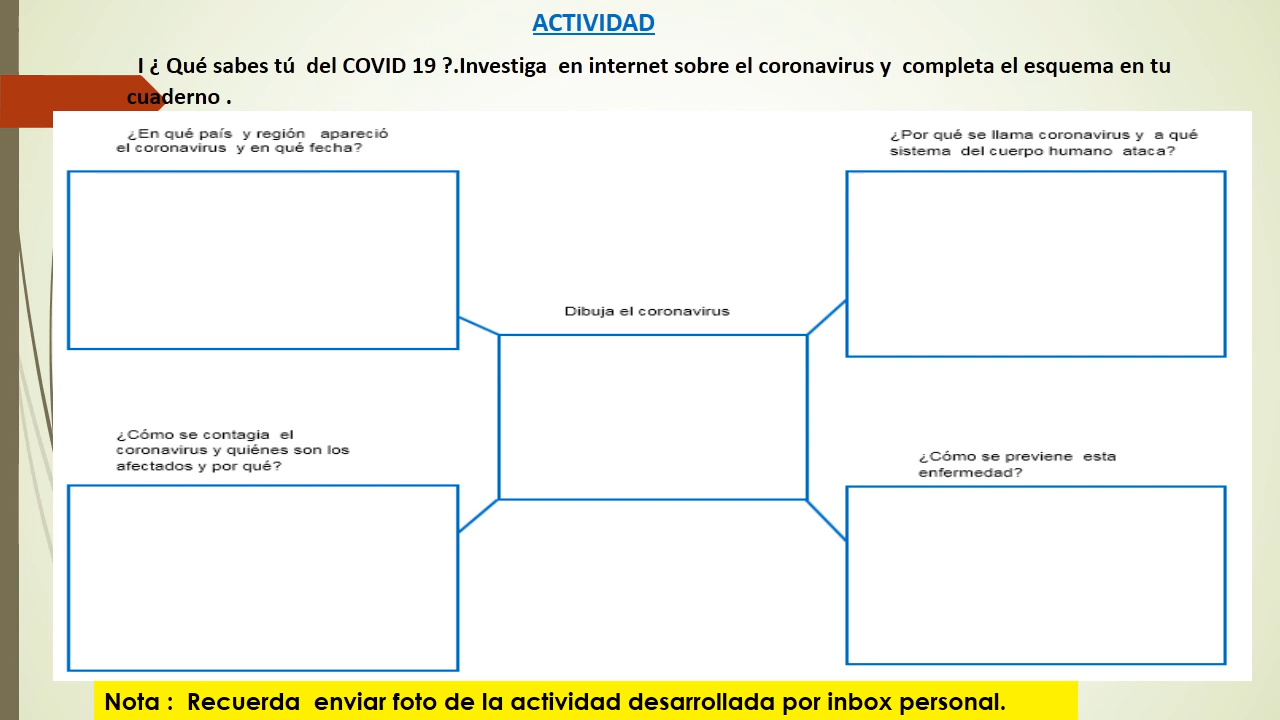 ACTIVIDAD
I ¿ Qué sabes tú  del COVID 19 ?.Investiga  en internet sobre el coronavirus y  completa el esquema en tu
cuaderno .
¿En qué país  y región   apareció
el coronavirus  y en qué fecha?
¿Por qué se llama coronavirus y  a qué
sistema  del cuerpo humano  ataca?
Dibuja el coronavirus
¿Cómo se contagia  el
coronavirus y quiénes son los
afectados y por qué?
¿Cómo se previene  esta
enfermedad?
Nota :  Recuerda  enviar foto de la actividad desarrollada por inbox personal.